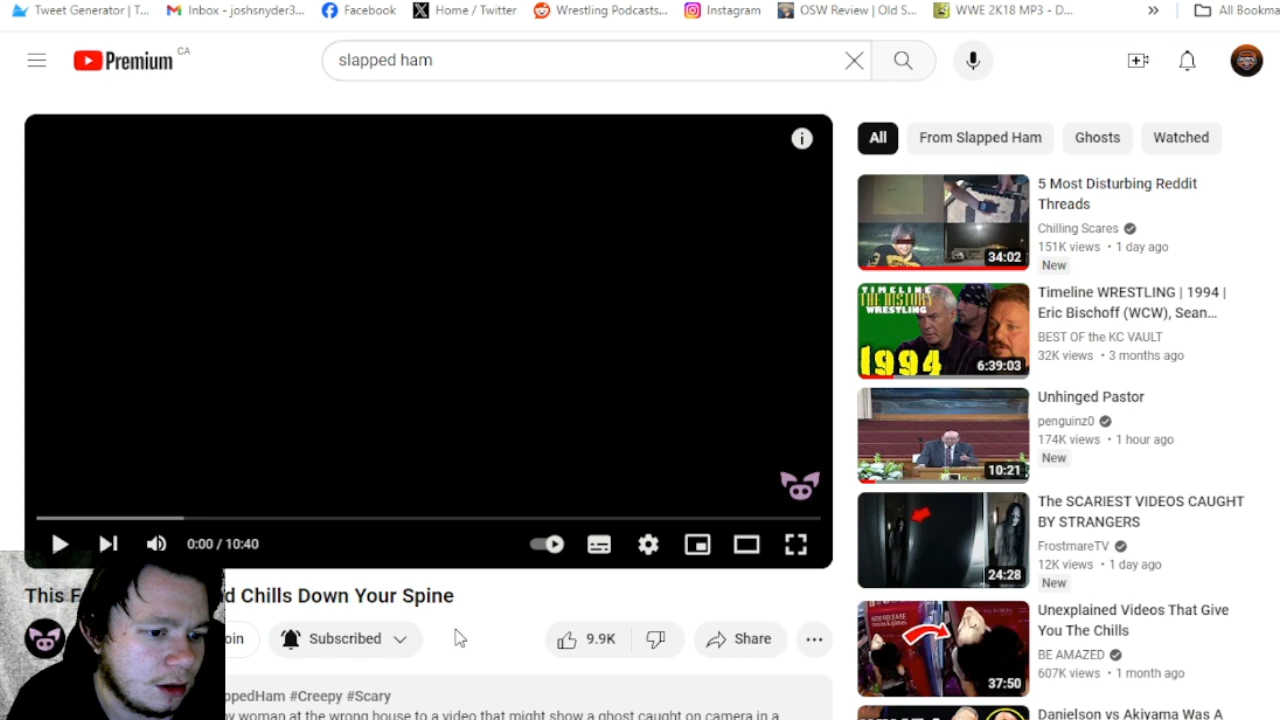 Tweet Generator | T...
Inbox - joshsnyder3...
Facebook
Home / Twitter
Wrestling Podcasts...
Instagram
OSW Review | Old S...
WWE 2K18 MP3 - D...
All Bookma
Premium CA
slapped ham
All
From Slapped Ham
Ghosts
Watched
5 Most Disturbing Reddit
Threads
Chilling Scares
151K views • 1 day ago
New
34:02
TIMELINE
THE HISTORY
WRESTLING
1994
6:39:03
Timeline WRESTLING | 1994 |
Eric Bischoff (WCW), Sean...
BEST OF the KC VAULT
32K views • 3 months ago
10:21
Unhinged Pastor
penguinz0
174K views • 1 hour ago
New
24:28
The SCARIEST VIDEOS CAUGHT
BY STRANGERS
FrostmareTV
12K views • 1 day ago
New
37:50
Unexplained Videos That Give
You The Chills
BE AMAZED
607K views • 1 month ago
Danielson vs Akiyama Was A
0:00 / 10:40
This F d Chills Down Your Spine
oin
Subscribed
9.9K
Share
ppedHam #Creepy #Scary
woman at the wrong house to a video that might show a ghost caught on camera in a